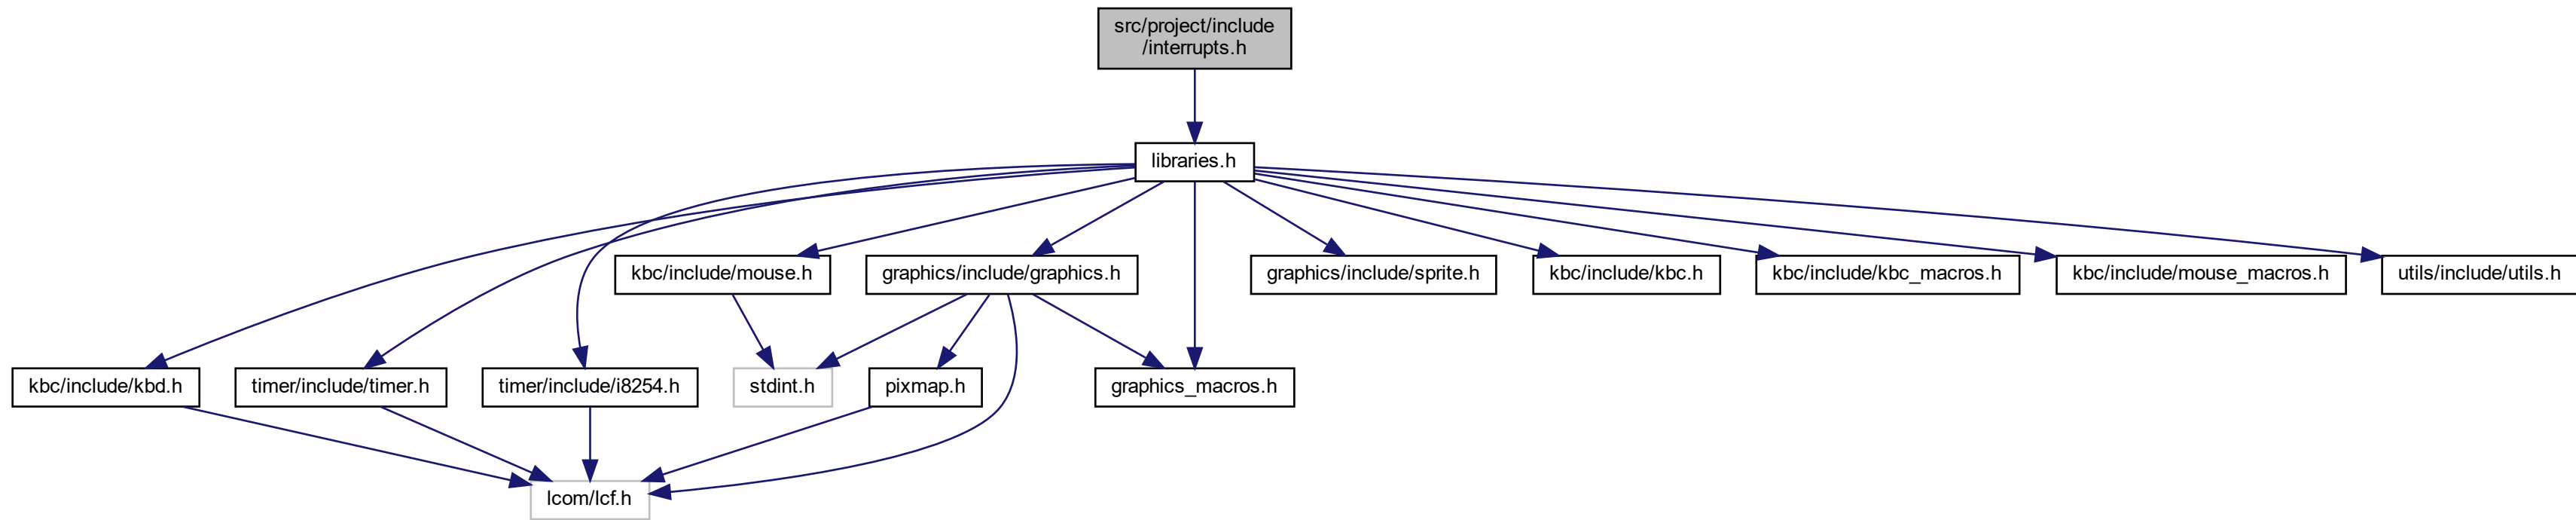 src/project/include
/interrupts.h
libraries.h
kbc/include/mouse.h
graphics/include/graphics.h
graphics/include/sprite.h
kbc/include/kbc.h
kbc/include/kbc_macros.h
kbc/include/mouse_macros.h
utils/include/utils.h
kbc/include/kbd.h
timer/include/timer.h
timer/include/i8254.h
stdint.h
pixmap.h
graphics_macros.h
lcom/lcf.h